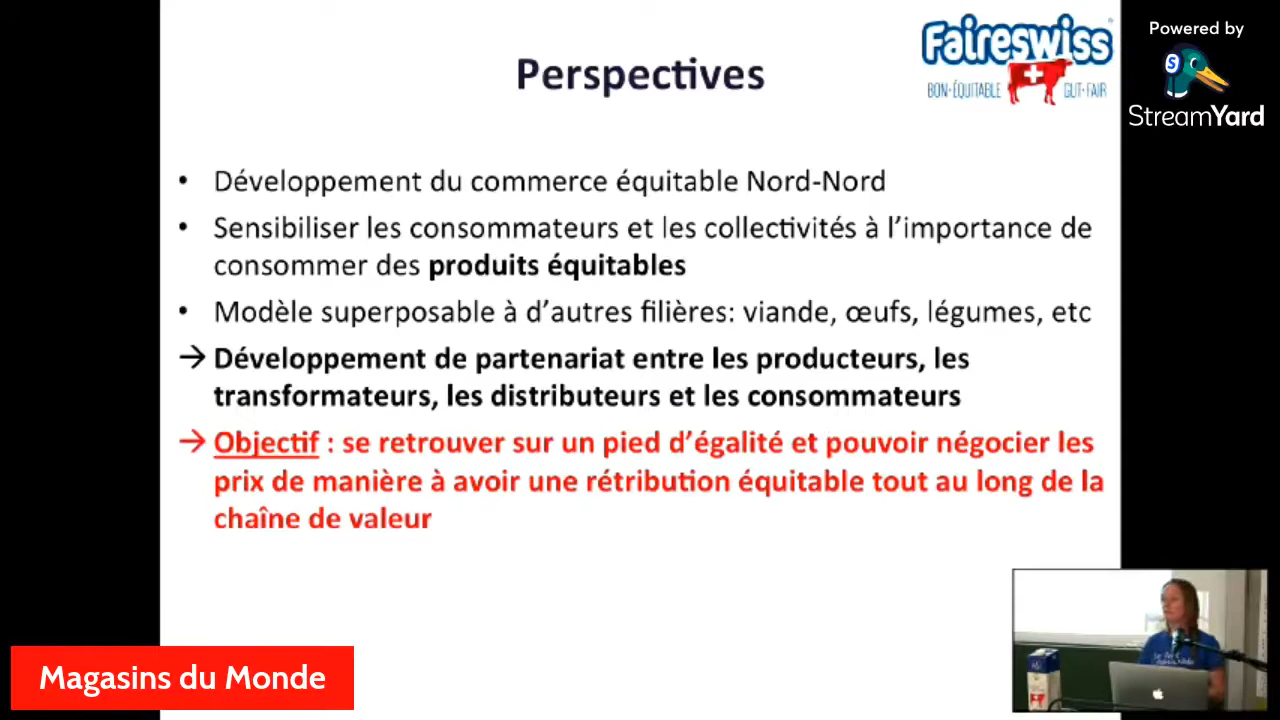 Perspectives
Faireswiss
BON·ÉQUITABLE GUT·FAIR
Powered by
StreamYard
• Développement du commerce équitable Nord-Nord
• Sensibiliser les consommateurs et les collectivités à l’importance de
consommer des produits équitables
• Modèle superposable à d’autres filières: viande, œufs, légumes, etc
→ Développement de partenariat entre les producteurs, les
transformateurs, les distributeurs et les consommateurs
→ Objectif : se retrouver sur un pied d’égalité et pouvoir négocier les
prix de manière à avoir une rétribution équitable tout au long de la
chaîne de valeur
Magasins du Monde